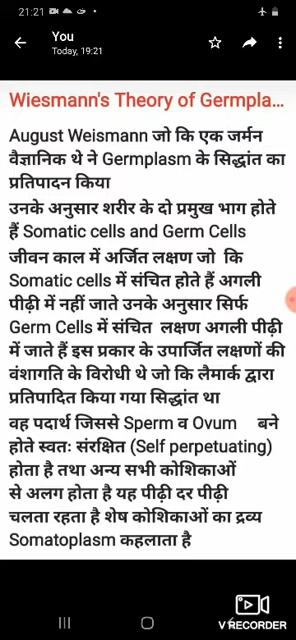 21:21
You
Today, 19:21
Wiesmann's Theory of Germpla...
August Weismann जो कि एक जर्मन
वैज्ञानिक थे ने Germplasm के सिद्धांत का
प्रतिपादन किया
उनके अनुसार शरीर के दो प्रमुख भाग होते
हैं Somatic cells and Germ Cells
जीवन काल में अर्जित लक्षण जो कि
Somatic cells में संचित होते हैं अगली
पीढ़ी में नहीं जाते उनके अनुसार सिर्फ
Germ Cells में संचित लक्षण अगली पीढ़ी
में जाते हैं इस प्रकार के उपार्जित लक्षणों की
वंशागति के विरोधी थे जो कि लैमार्क द्वारा
प्रतिपादित किया गया सिद्धांत था
वह पदार्थ जिससे Sperm व Ovum बने
होते स्वतः संरक्षित (Self perpetuating)
होता है तथा अन्य सभी कोशिकाओं
से अलग होता है यह पीढ़ी दर पीढ़ी
चलता रहता है शेष कोशिकाओं का द्रव्य
Somatoplasm कहलाता है
V RECORDER